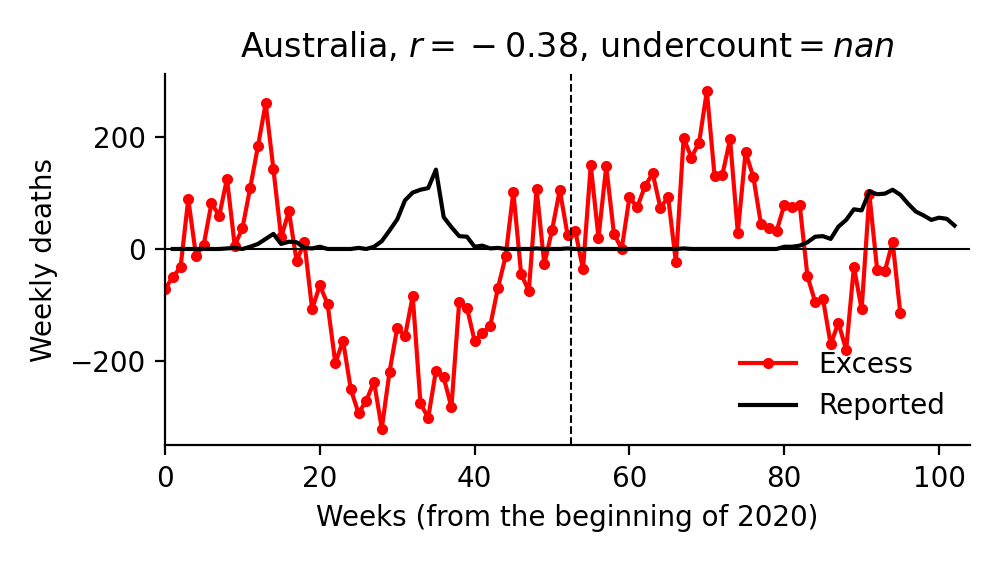 Australia, r = −0.38, undercount = nan
Weekly deaths
200
0
−200
Excess
Reported
0 20 40 60 80 100
Weeks (from the beginning of 2020)